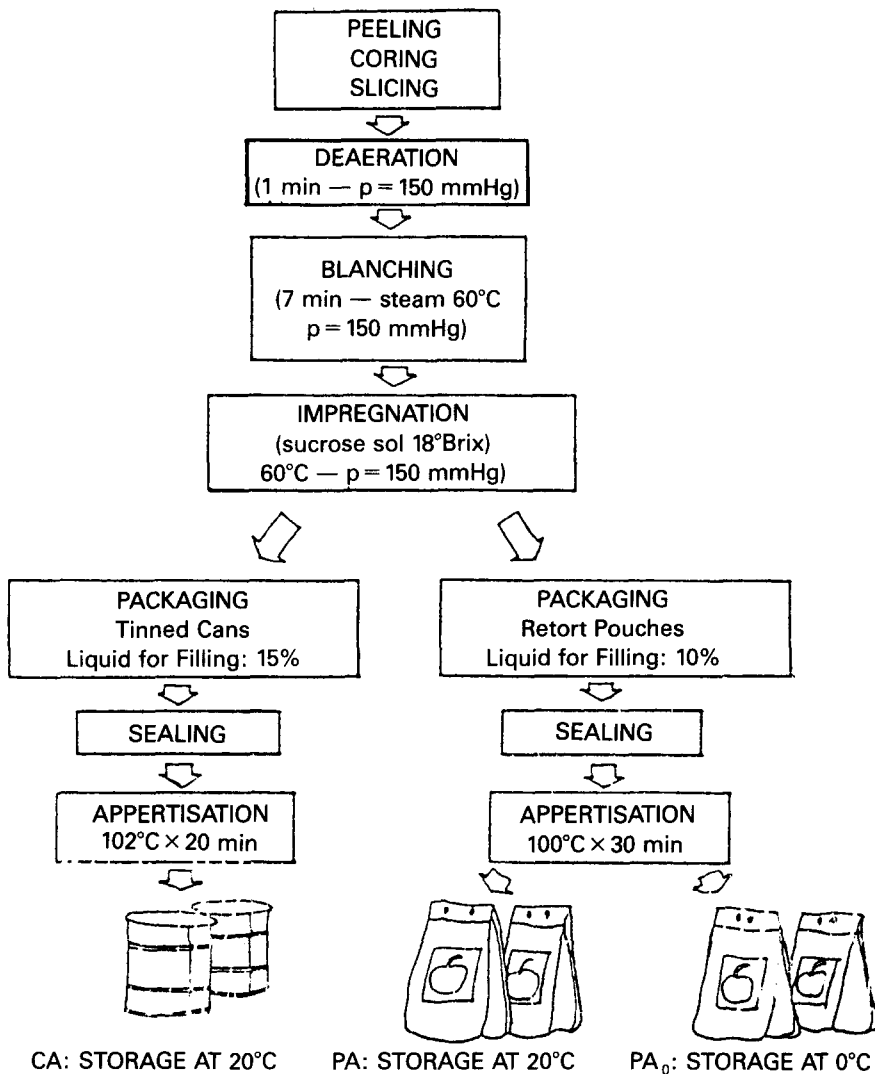 PEELING
CORING
SLICING
DEAERATION
(1 min — p = 150 mmHg)
BLANCHING
(7 min — steam 60°C
p = 150 mmHg)
IMPREGNATION
(sucrose sol 18°Brix)
60°C — p = 150 mmHg)
PACKAGING
Tinned Cans
Liquid for Filling: 15%
SEALING
APPERTISATION
102°C × 20 min
PACKAGING
Retort Pouches
Liquid for Filling: 10%
SEALING
APPERTISATION
100°C × 30 min
CA: STORAGE AT 20°C
PA: STORAGE AT 20°C
PA₀: STORAGE AT 0°C